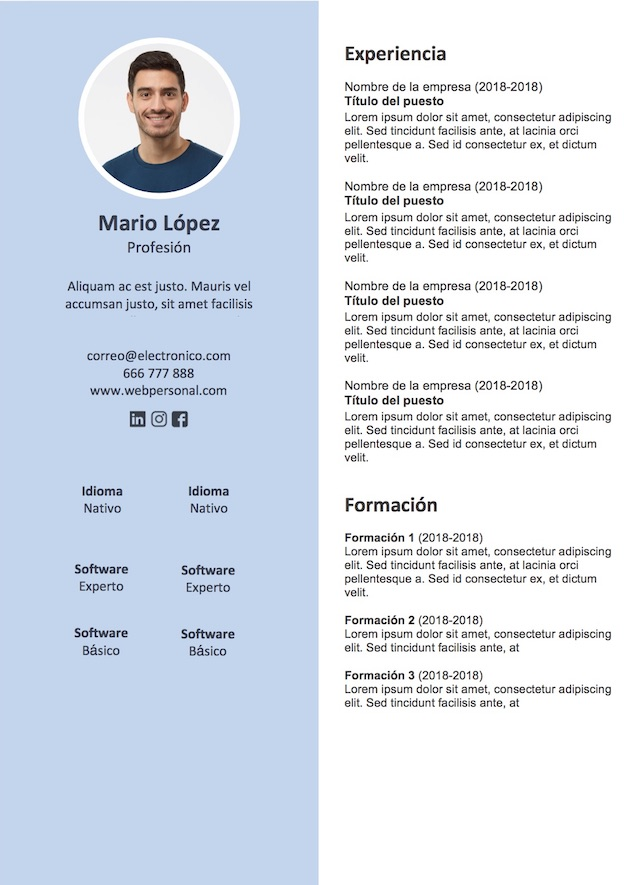 Mario López
Profesión
Aliquam ac est justo. Mauris vel
accumsan justo, sit amet facilisis
correo@electronico.com
666 777 888
www.webpersonal.com
Idioma
Nativo
Idioma
Nativo
Software
Experto
Software
Experto
Software
Básico
Software
Básico
Experiencia
Nombre de la empresa (2018-2018)
Título del puesto
Lorem ipsum dolor sit amet, consectetur adipiscing
elit. Sed tincidunt facilisis ante, at lacinia orci
pellentesque a. Sed id consectetur ex, et dictum
velit.
Nombre de la empresa (2018-2018)
Título del puesto
Lorem ipsum dolor sit amet, consectetur adipiscing
elit. Sed tincidunt facilisis ante, at lacinia orci
pellentesque a. Sed id consectetur ex, et dictum
velit.
Nombre de la empresa (2018-2018)
Título del puesto
Lorem ipsum dolor sit amet, consectetur adipiscing
elit. Sed tincidunt facilisis ante, at lacinia orci
pellentesque a. Sed id consectetur ex, et dictum
velit.
Nombre de la empresa (2018-2018)
Título del puesto
Lorem ipsum dolor sit amet, consectetur adipiscing
elit. Sed tincidunt facilisis ante, at lacinia orci
pellentesque a. Sed id consectetur ex, et dictum
velit.
Formación
Formación 1 (2018-2018)
Lorem ipsum dolor sit amet, consectetur adipiscing
elit. Sed tincidunt facilisis ante, at lacinia orci
pellentesque a. Sed id consectetur ex, et dictum
velit.
Formación 2 (2018-2018)
Lorem ipsum dolor sit amet, consectetur adipiscing
elit. Sed tincidunt facilisis ante, at
Formación 3 (2018-2018)
Lorem ipsum dolor sit amet, consectetur adipiscing
elit. Sed tincidunt facilisis ante, at